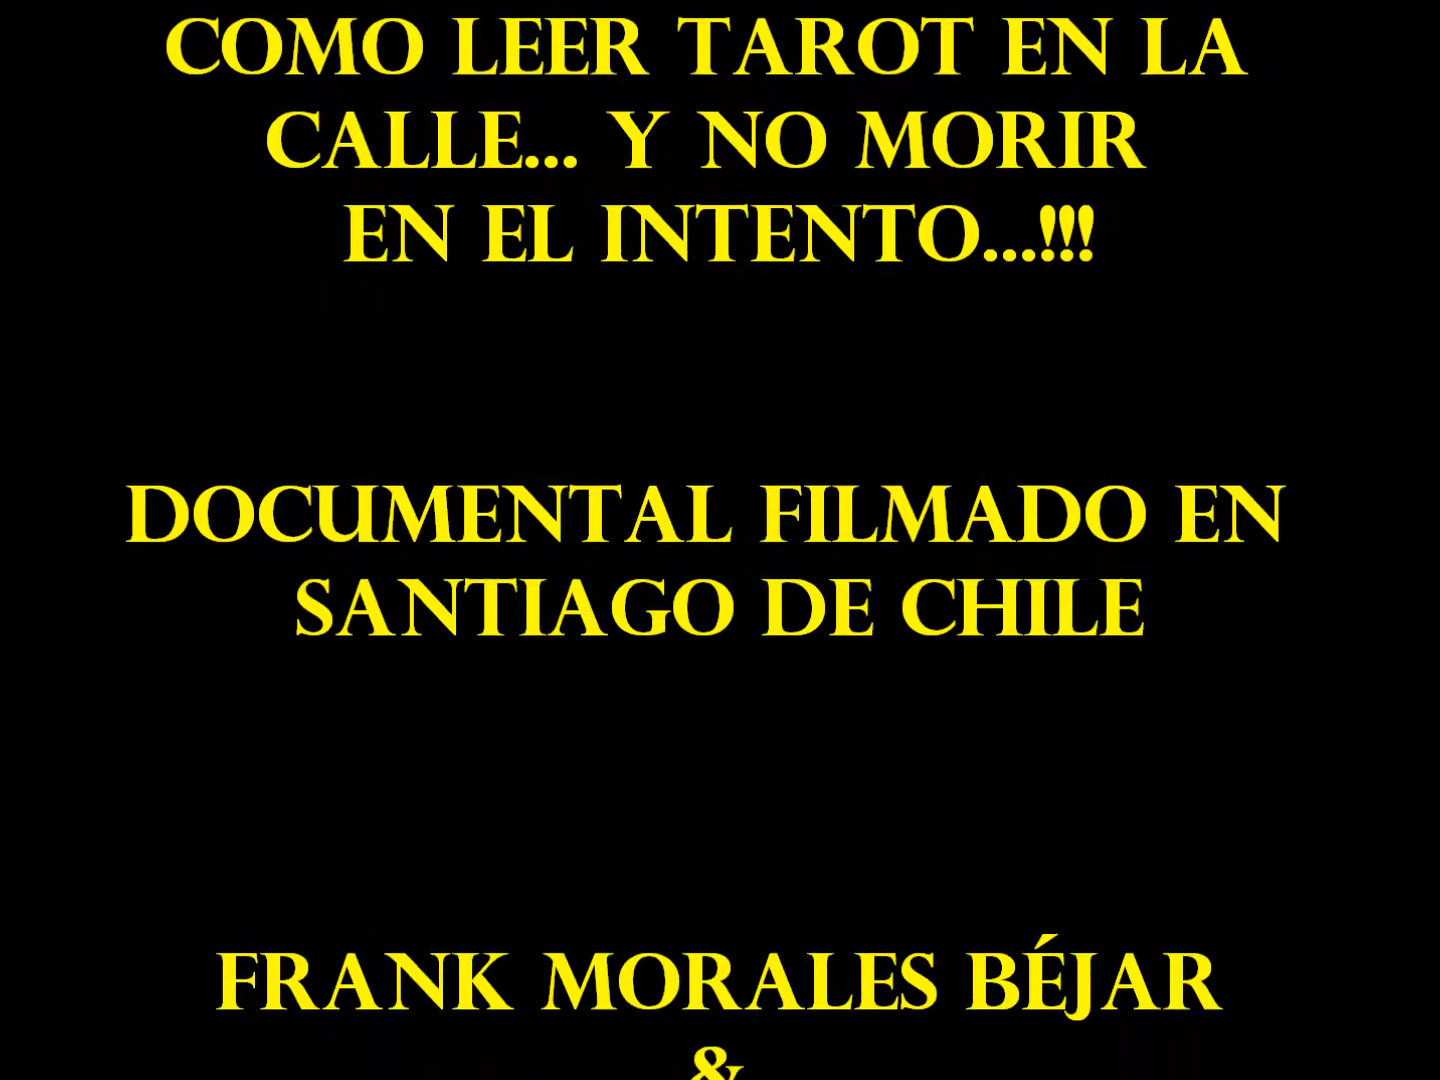 COMO LEER TAROT EN LA
CALLE... Y NO MORIR
EN EL INTENTO...!!!
DOCUMENTAL FILMADO EN
SANTIAGO DE CHILE
FRANK MORALES BÉJAR
&